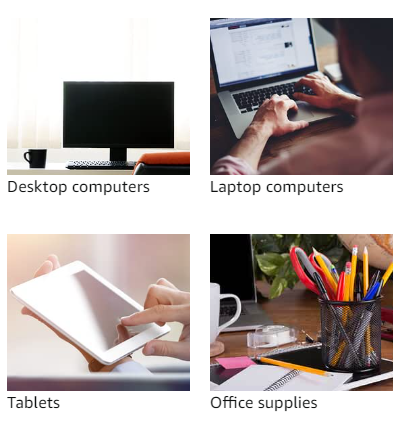 Desktop computers
Laptop computers
Tablets
Office supplies